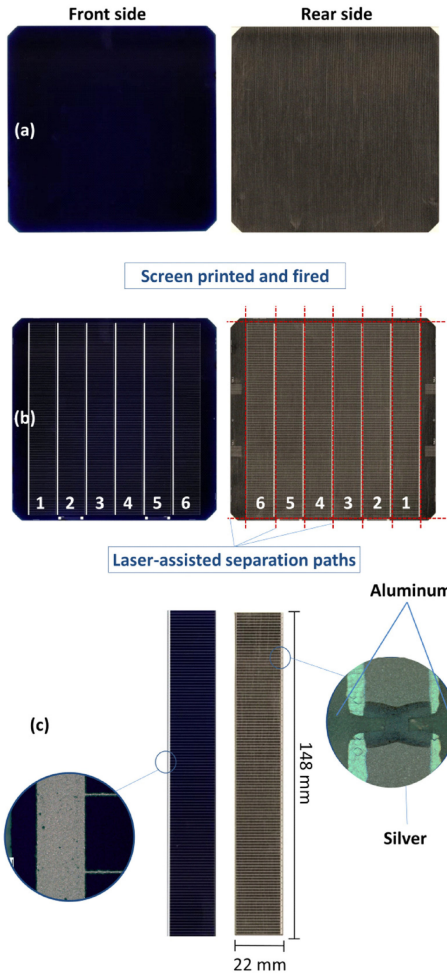 Front side
Rear side
(a)
Screen printed and fired
(b)
1 2 3 4 5 6
6 5 4 3 2 1
Laser-assisted separation paths
Aluminum
(c)
148 mm
Silver
22 mm